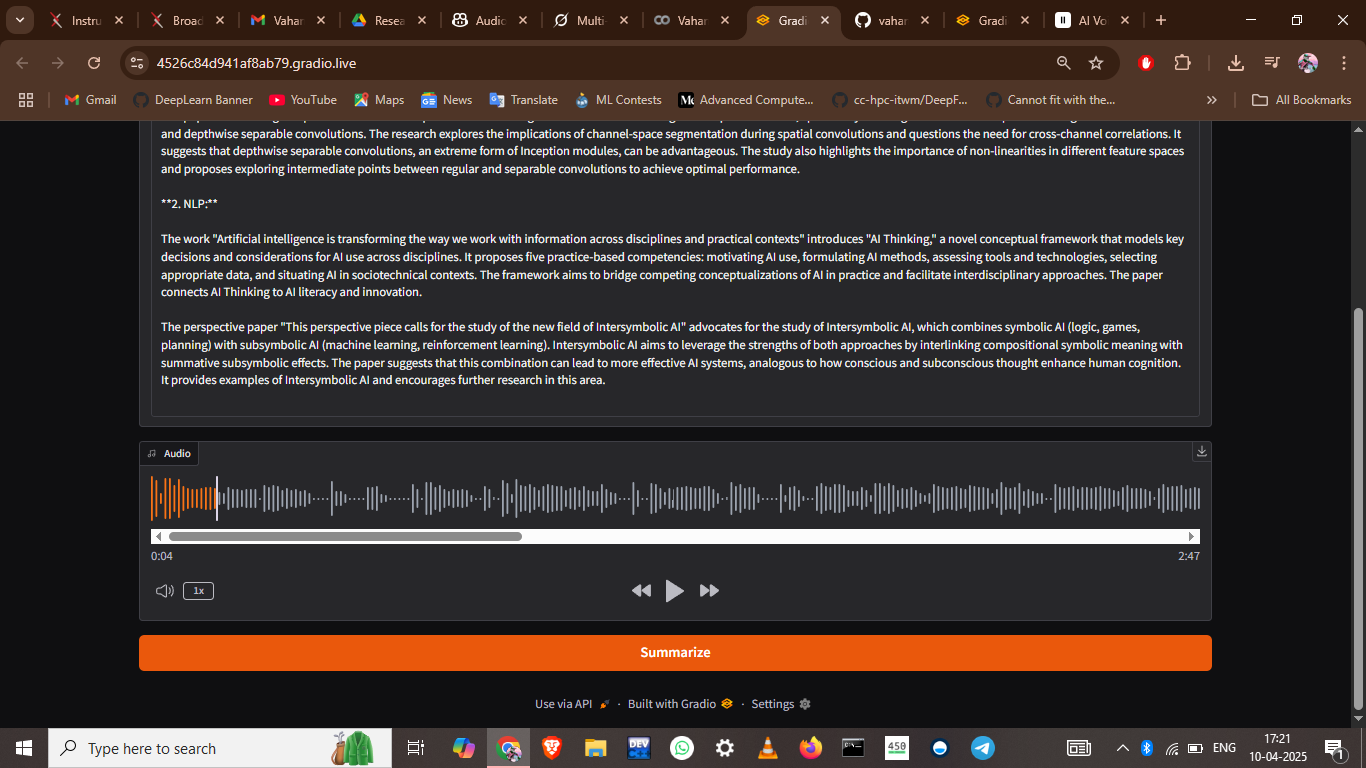 Instru
Broad
Vahar
Resea
Audio
Multi-
Vahar
Gradi
vahar
Gradi
AI Vo
4526c84d941af8ab79.gradio.live
Gmail
DeepLearn Banner
YouTube
Maps
News
Translate
ML Contests
Advanced Compute...
cc-hpc-itwm/DeepF...
Cannot fit with the...
»
All Bookmarks
and depthwise separable convolutions. The research explores the implications of channel-space segmentation during spatial convolutions and questions the need for cross-channel correlations. It
suggests that depthwise separable convolutions, an extreme form of Inception modules, can be advantageous. The study also highlights the importance of non-linearities in different feature spaces
and proposes exploring intermediate points between regular and separable convolutions to achieve optimal performance.
**2. NLP:**
The work "Artificial intelligence is transforming the way we work with information across disciplines and practical contexts" introduces "AI Thinking," a novel conceptual framework that models key
decisions and considerations for AI use across disciplines. It proposes five practice-based competencies: motivating AI use, formulating AI methods, assessing tools and technologies, selecting
appropriate data, and situating AI in sociotechnical contexts. The framework aims to bridge competing conceptualizations of AI in practice and facilitate interdisciplinary approaches. The paper
connects AI Thinking to AI literacy and innovation.
The perspective paper "This perspective piece calls for the study of the new field of Intersymbolic AI" advocates for the study of Intersymbolic AI, which combines symbolic AI (logic, games,
planning) with subsymbolic AI (machine learning, reinforcement learning). Intersymbolic AI aims to leverage the strengths of both approaches by interlinking compositional symbolic meaning with
summative subsymbolic effects. The paper suggests that this combination can lead to more effective AI systems, analogous to how conscious and subconscious thought enhance human cognition.
It provides examples of Intersymbolic AI and encourages further research in this area.
Audio
0:04
2:47
1x
Summarize
Use via API · Built with Gradio · Settings
Type here to search
DEV
450
ENG
17:21
10-04-2025
1